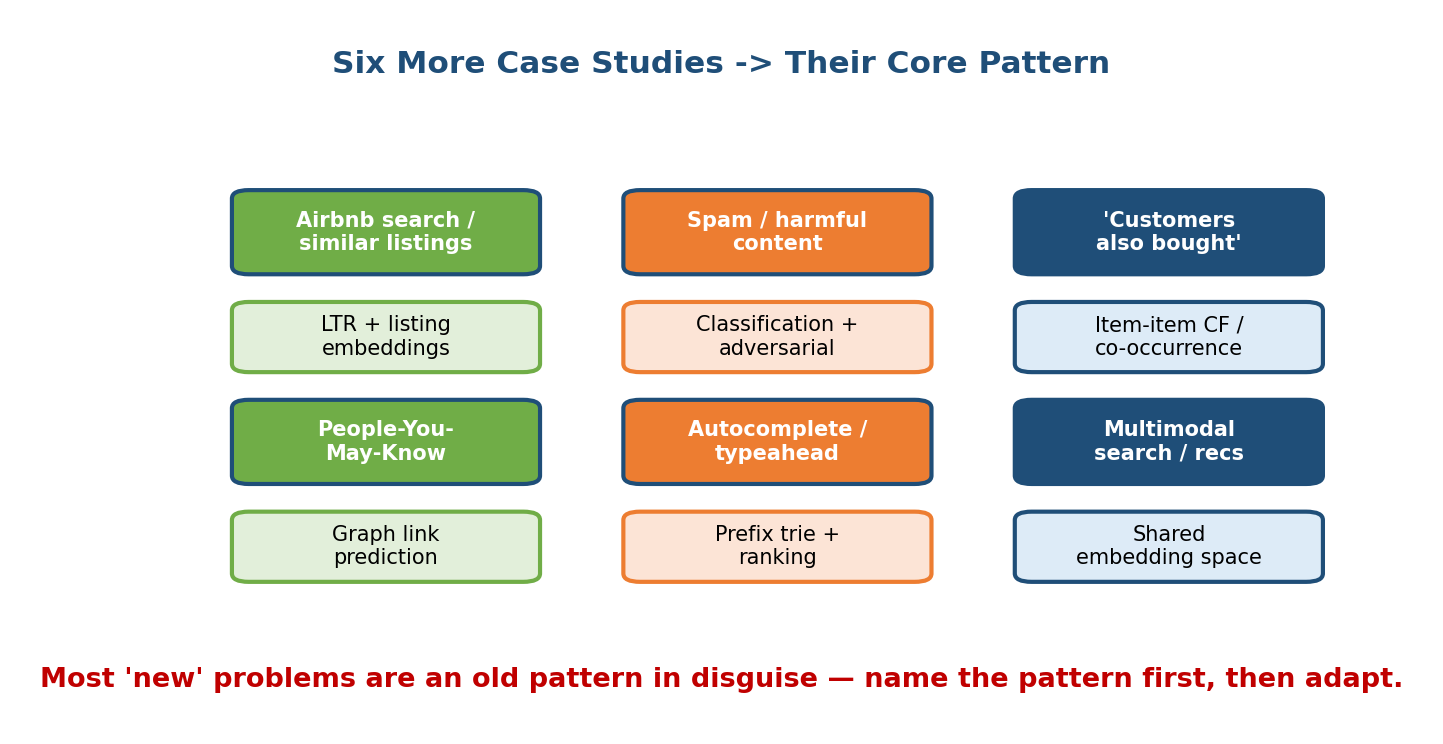 Six More Case Studies -> Their Core Pattern
Airbnb search /
similar listings
Spam / harmful
content
'Customers
also bought'
LTR + listing
embeddings
Classification +
adversarial
Item-item CF /
co-occurrence
People-You-
May-Know
Autocomplete /
typeahead
Multimodal
search / recs
Graph link
prediction
Prefix trie +
ranking
Shared
embedding space
Most 'new' problems are an old pattern in disguise — name the pattern first, then adapt.